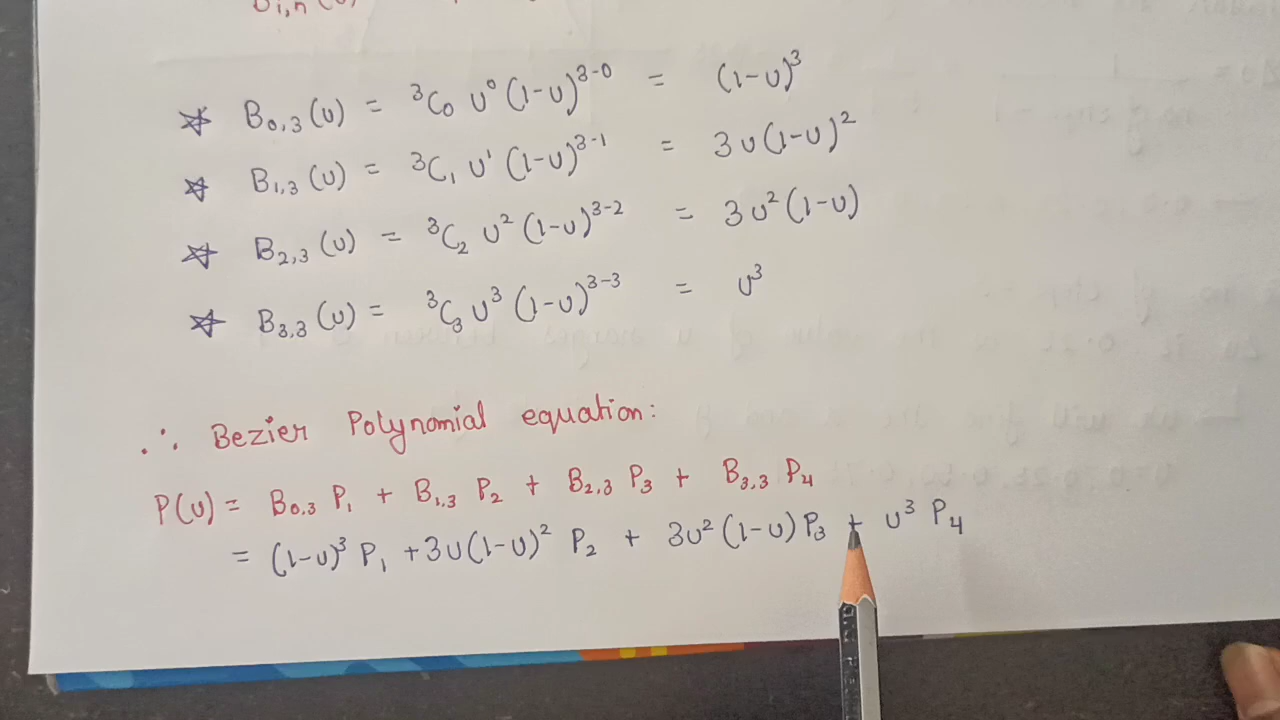 Bi,n(u)
☆ B0,3(u) = ³C₀ u⁰ (1-u)³⁻⁰ = (1-u)³
☆ B1,3(u) = ³C₁ u¹ (1-u)³⁻¹ = 3u(1-u)²
☆ B2,3(u) = ³C₂ u² (1-u)³⁻² = 3u²(1-u)
☆ B3,3(u) = ³C₃ u³ (1-u)³⁻³ = u³
∴ Bezier Polynomial equation:
P(u) = B0,3 P₁ + B1,3 P₂ + B2,3 P₃ + B3,3 P₄
= (1-u)³ P₁ + 3u(1-u)² P₂ + 3u²(1-u) P₃ + u³ P₄